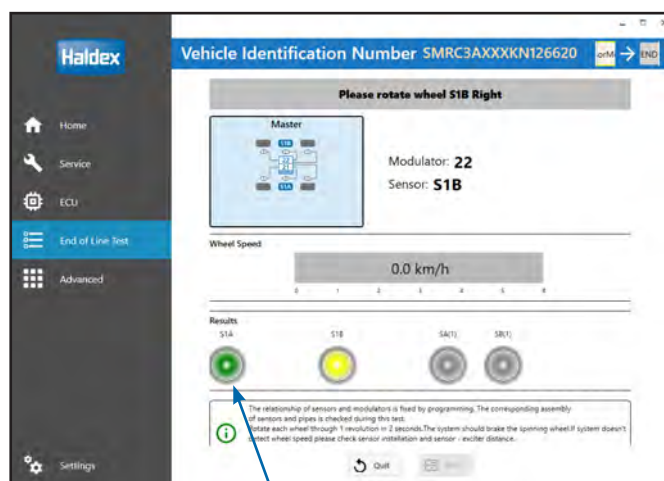 Haldex
Vehicle Identification Number SMRC3AXXXKN126620
orM → END
Please rotate wheel S1B Right
Home
Service
ECU
End of Line Test
Advanced
Settings
Master
S1B
22
21
S1A
Modulator: 22
Sensor: S1B
Wheel Speed
0.0 km/h
0 1 2 3 4 5 6
Results
S1A S1B SA(1) SB(1)
The relationship of sensors and modulators is fixed by programming. The corresponding assembly
of sensors and pipes is checked during this test.
Rotate each wheel through 1 revolution in 2 seconds.The system should brake the spinning wheel.If system doesn't
detect wheel speed please check sensor installation and sensor - exciter distance.
Quit